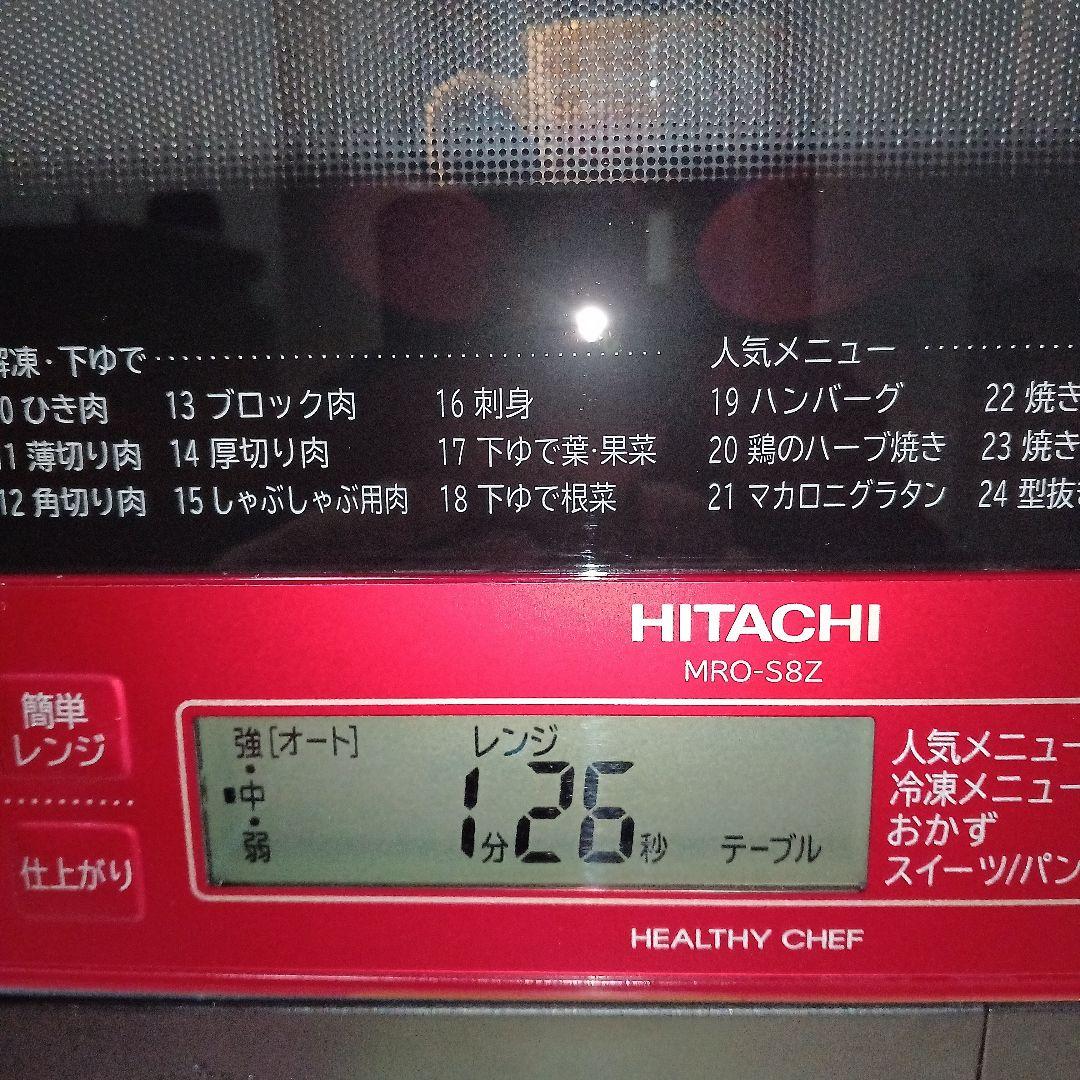 解凍・下ゆで
10 ひき肉 13 ブロック肉 16 刺身
11 薄切り肉 14 厚切り肉 17 下ゆで葉・果菜
12 角切り肉 15 しゃぶしゃぶ用肉 18 下ゆで根菜
人気メニュー
19 ハンバーグ 22 焼き
20 鶏のハーブ焼き 23 焼き
21 マカロニグラタン 24 型抜き
HITACHI
MRO-S8Z
簡単
レンジ
仕上がり
強[オート] レンジ
中
弱
1分26秒 テーブル
人気メニュー
冷凍メニュー
おかず
スイーツ/パン
HEALTHY CHEF